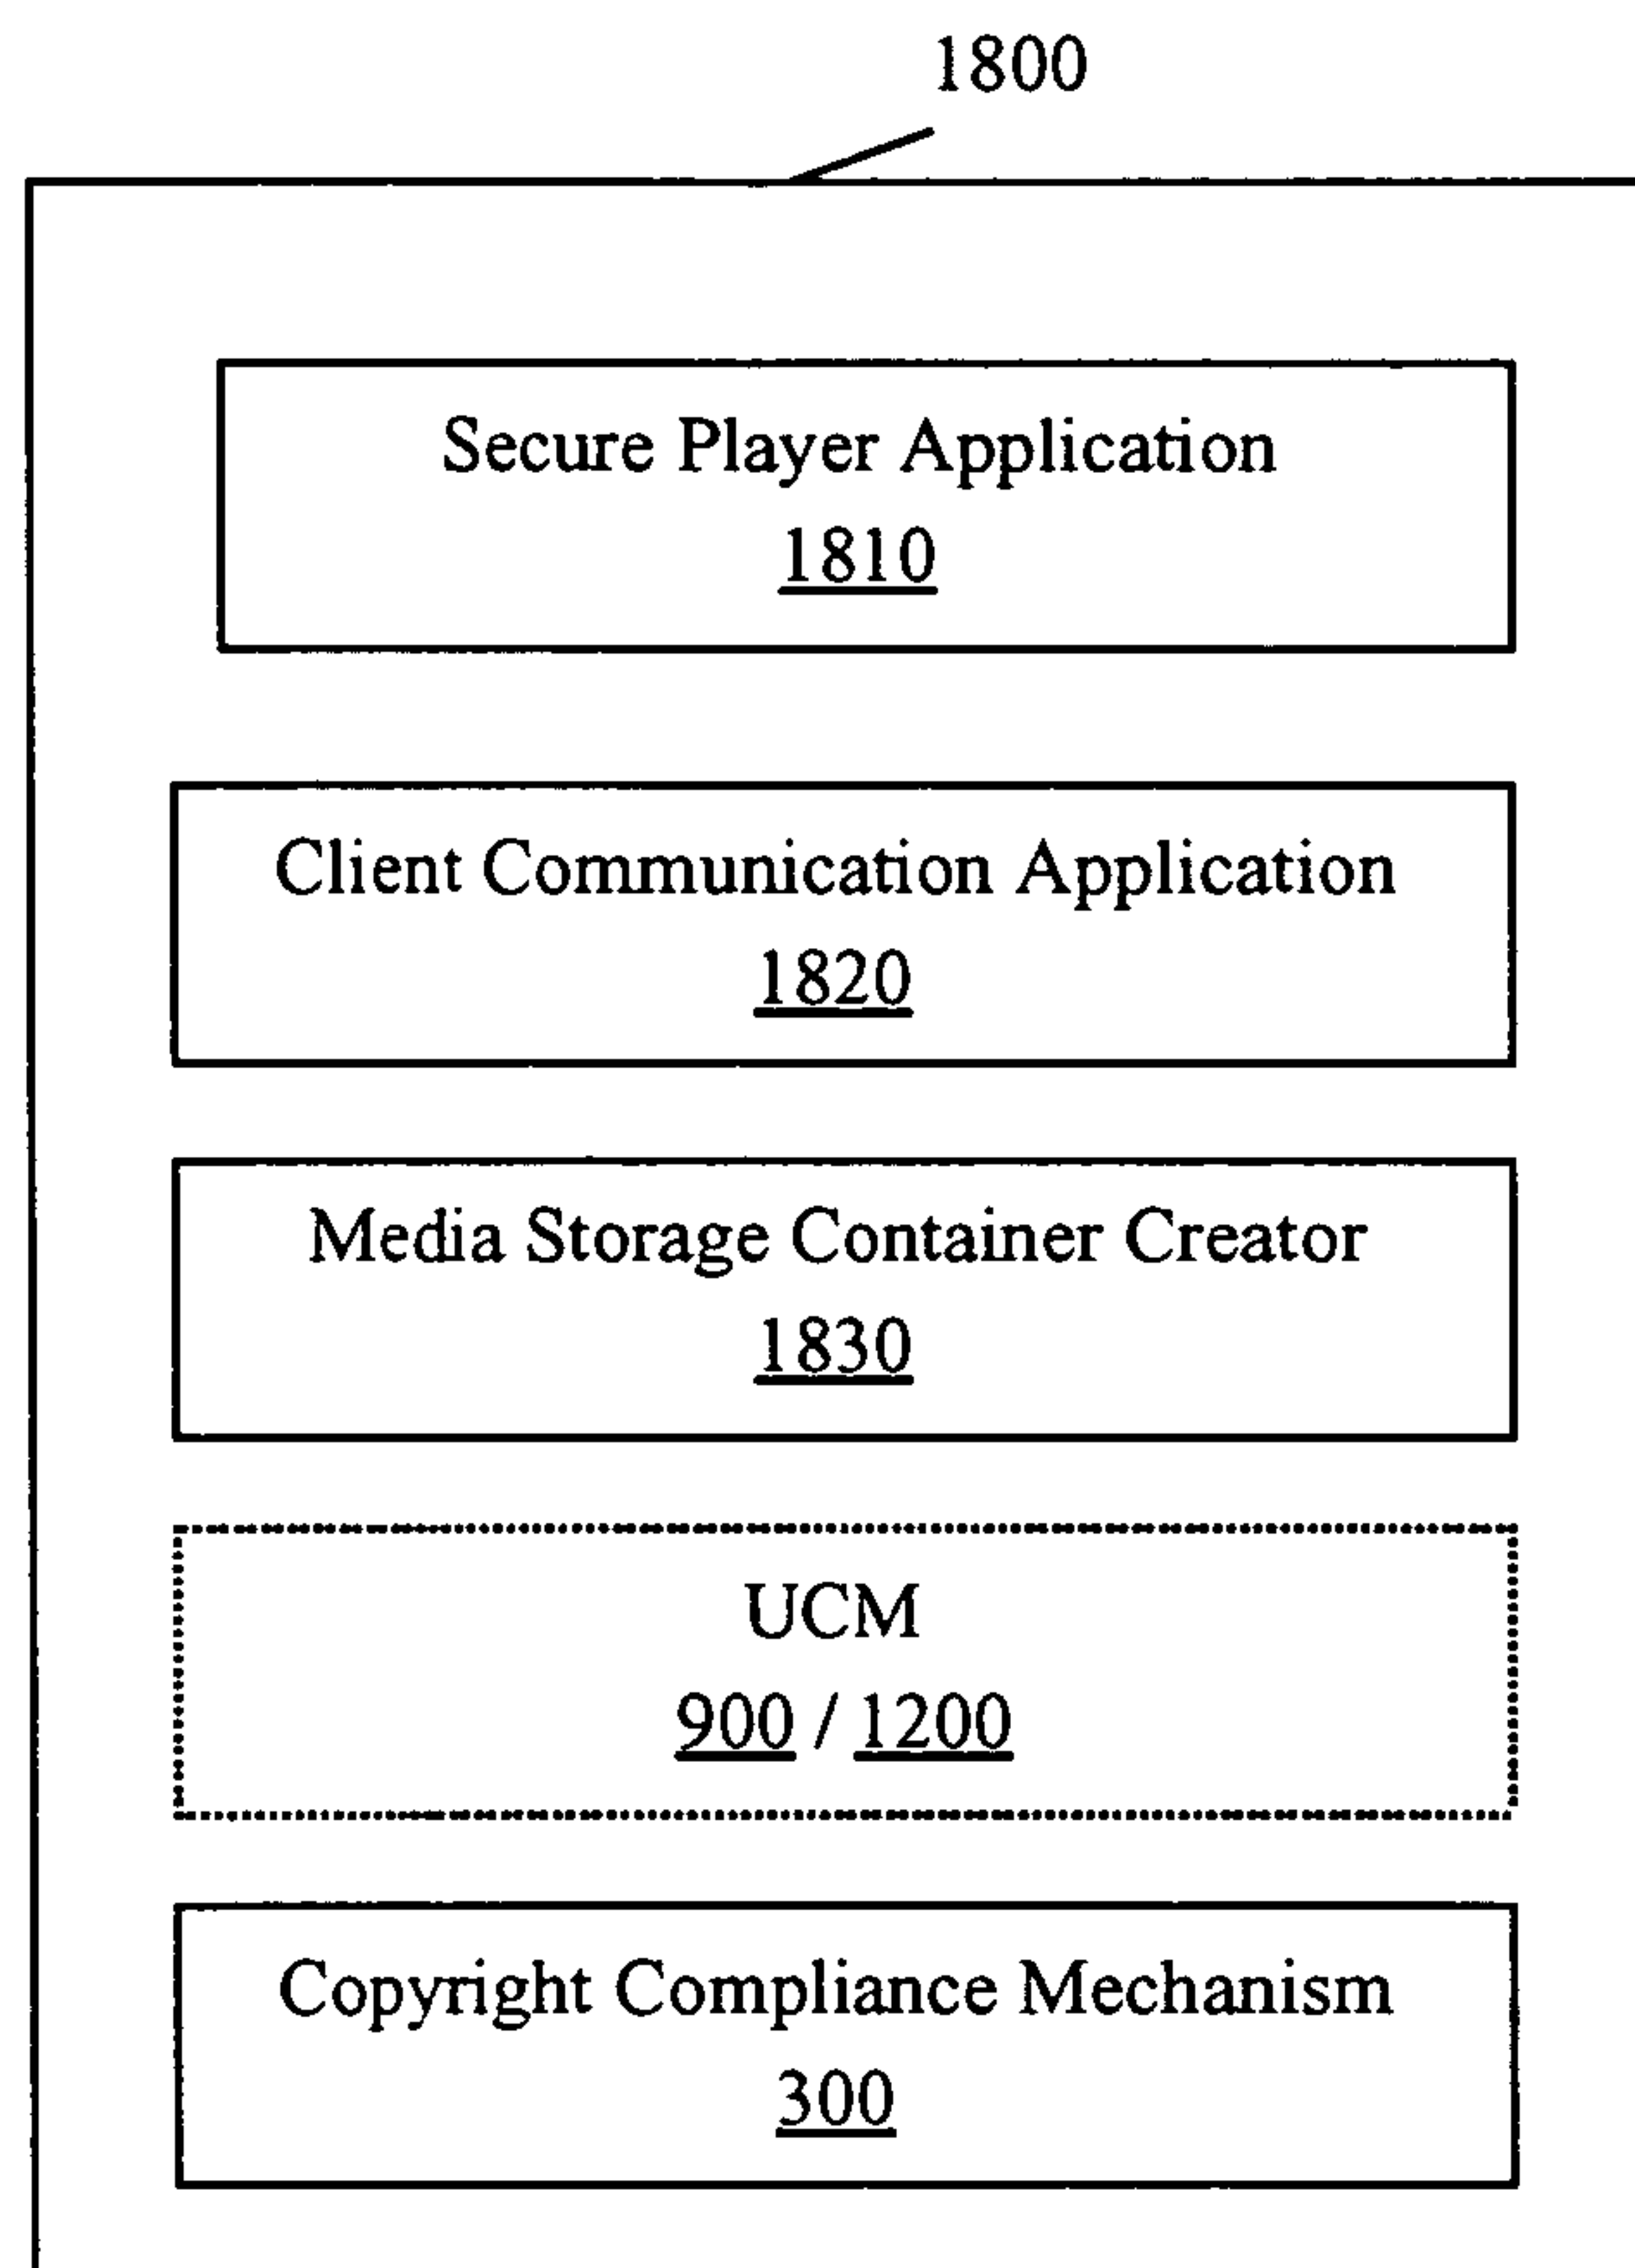 1800
Secure Player Application
1810
Client Communication Application
1820
Media Storage Container Creator
1830
UCM
900 / 1200
Copyright Compliance Mechanism
300